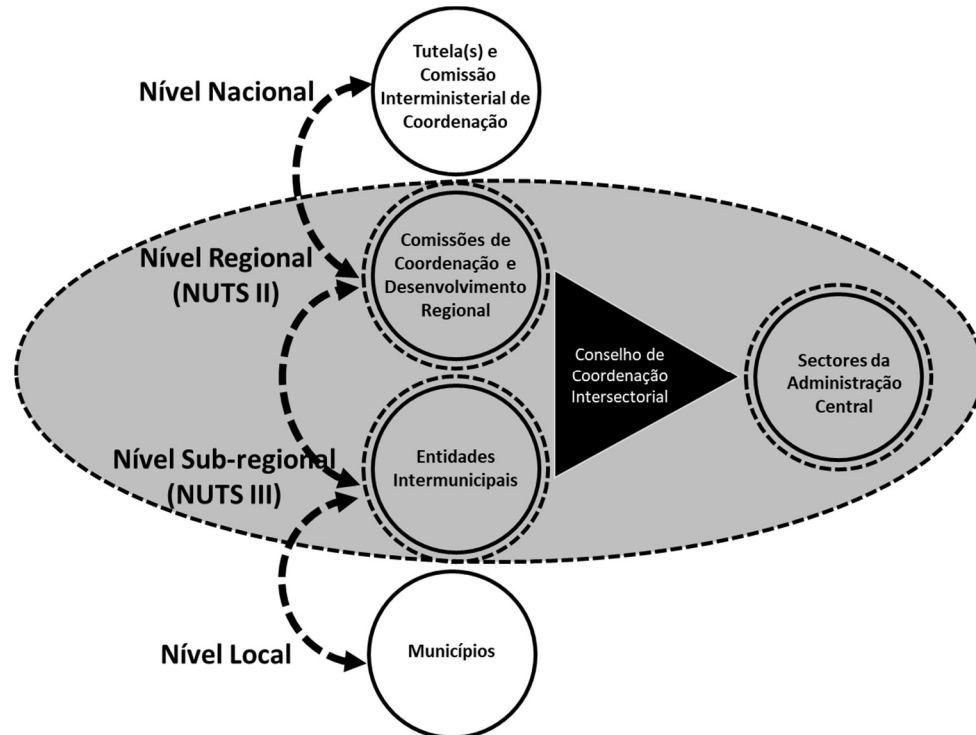 Tutela(s) e
Comissão
Interministerial de
Coordenação
Nível Nacional
Comissões de
Coordenação e
Desenvolvimento
Regional
Nível Regional
(NUTS II)
Conselho de
Coordenação
Intersectorial
Sectores da
Administração
Central
Nível Sub-regional
(NUTS III)
Entidades
Intermunicipais
Nível Local
Municípios